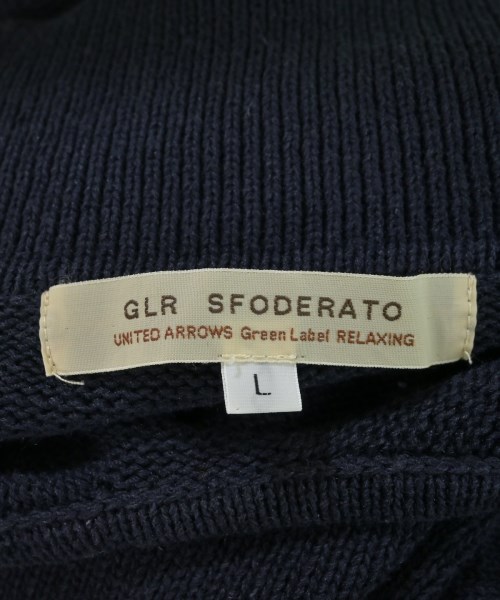 GLR SFODERATO
UNITED ARROWS Green Label RELAXING
L